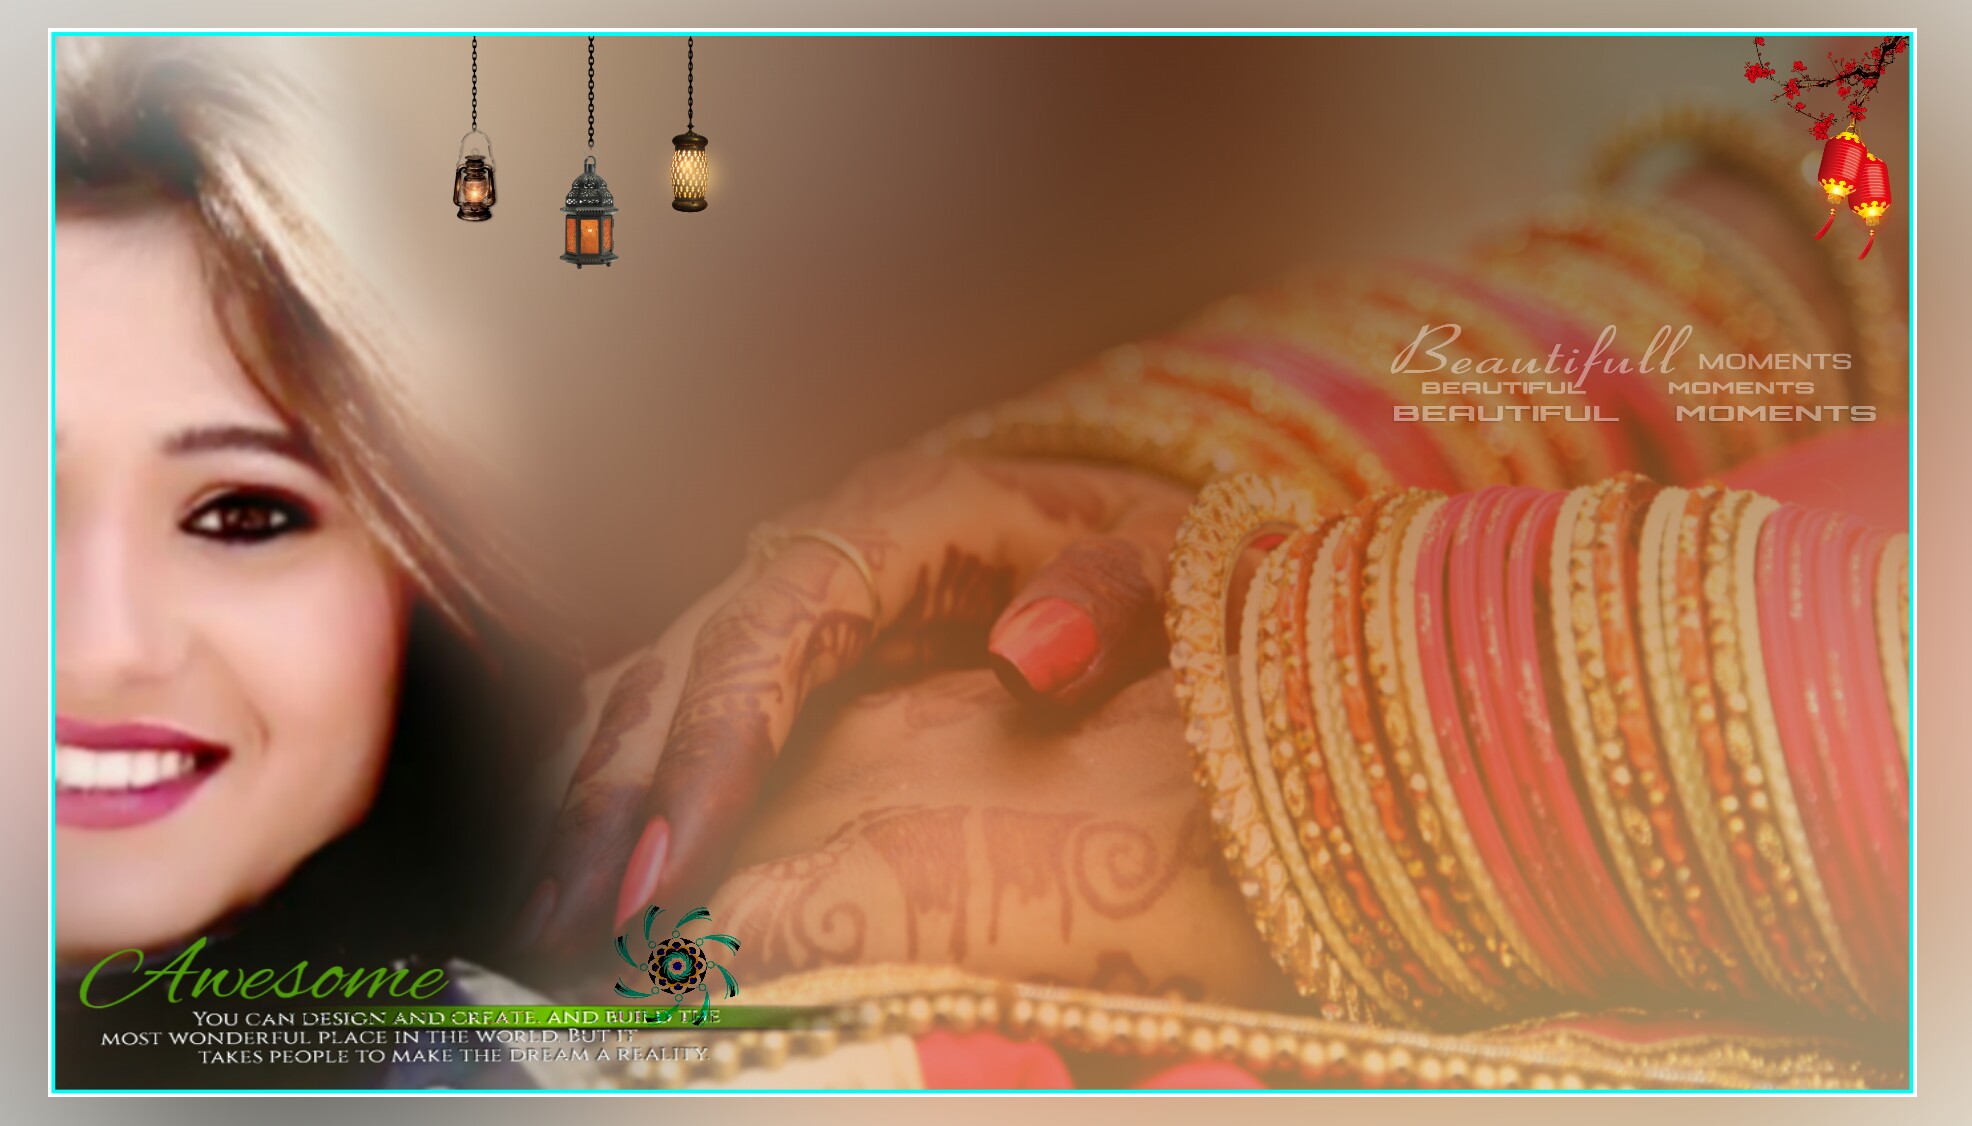 Beautifull MOMENTS
BEAUTIFUL MOMENTS
BEAUTIFUL MOMENTS
Awesome
YOU CAN DESIGN AND CREATE. AND BUILD THE
MOST WONDERFUL PLACE IN THE WORLD. BUT IT
TAKES PEOPLE TO MAKE THE DREAM A REALITY.